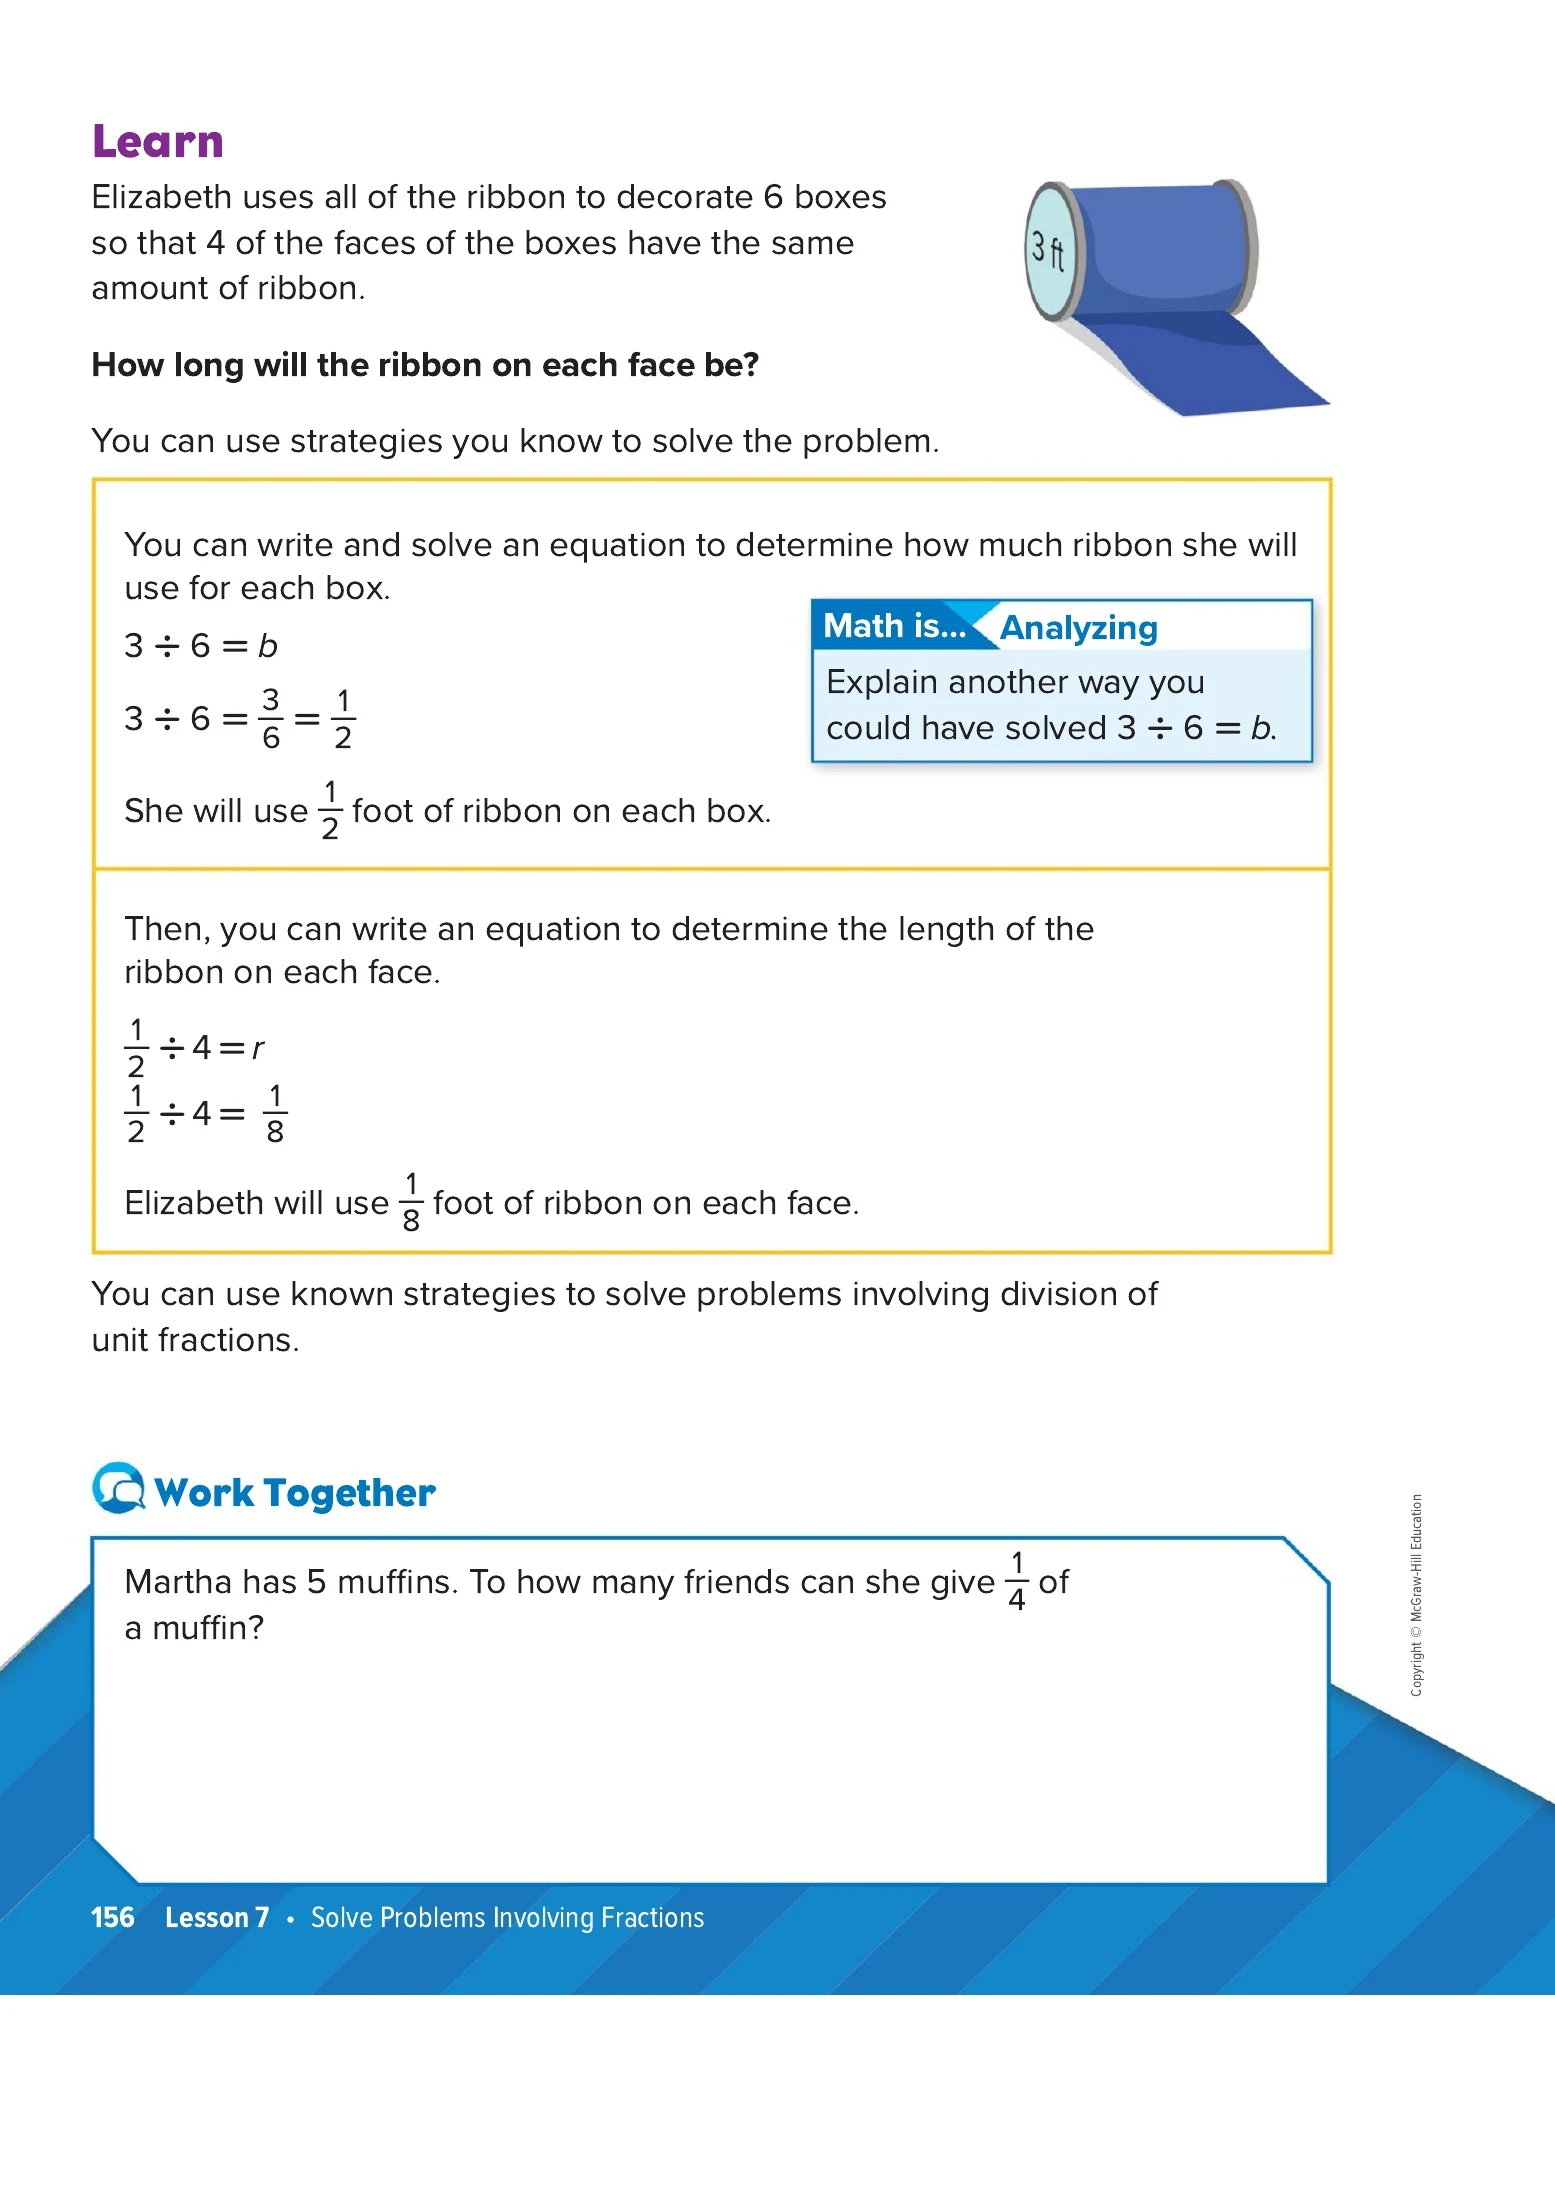 Learn
Elizabeth uses all of the ribbon to decorate 6 boxes
so that 4 of the faces of the boxes have the same
amount of ribbon.
3 ft
How long will the ribbon on each face be?
You can use strategies you know to solve the problem.
You can write and solve an equation to determine how much ribbon she will
use for each box.
3 ÷ 6 = b
3 ÷ 6 = 3/6 = 1/2
She will use 1/2 foot of ribbon on each box.
Math is... Analyzing
Explain another way you
could have solved 3 ÷ 6 = b.
Then, you can write an equation to determine the length of the
ribbon on each face.
1/2 ÷ 4 = r
1/2 ÷ 4 = 1/8
Elizabeth will use 1/8 foot of ribbon on each face.
You can use known strategies to solve problems involving division of
unit fractions.
Work Together
Martha has 5 muffins. To how many friends can she give 1/4 of
a muffin?
Copyright © McGraw-Hill Education
156 Lesson 7 • Solve Problems Involving Fractions